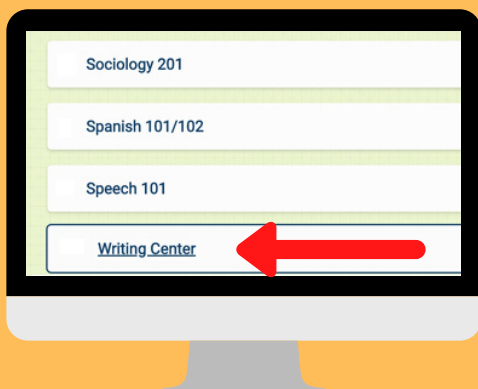 Sociology 201
Spanish 101/102
Speech 101
Writing Center